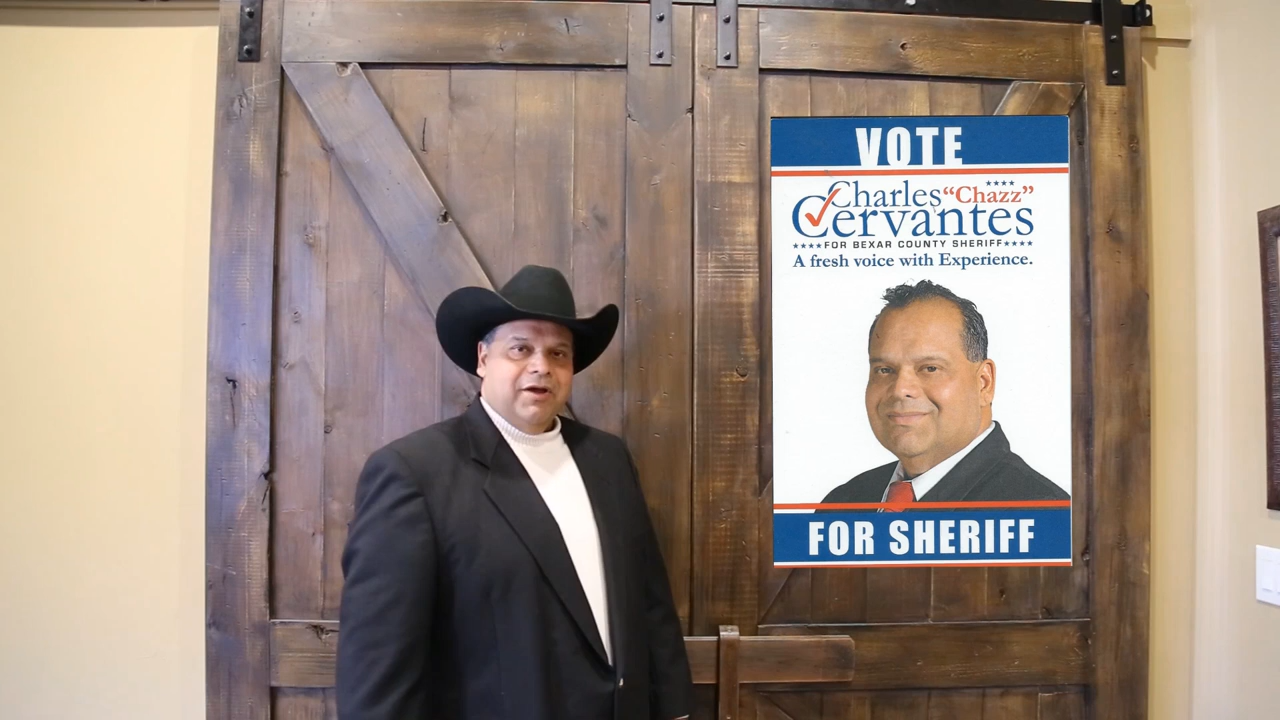 VOTE
Charles "Chazz"
Cervantes
FOR BEXAR COUNTY SHERIFF
A fresh voice with Experience.
FOR SHERIFF